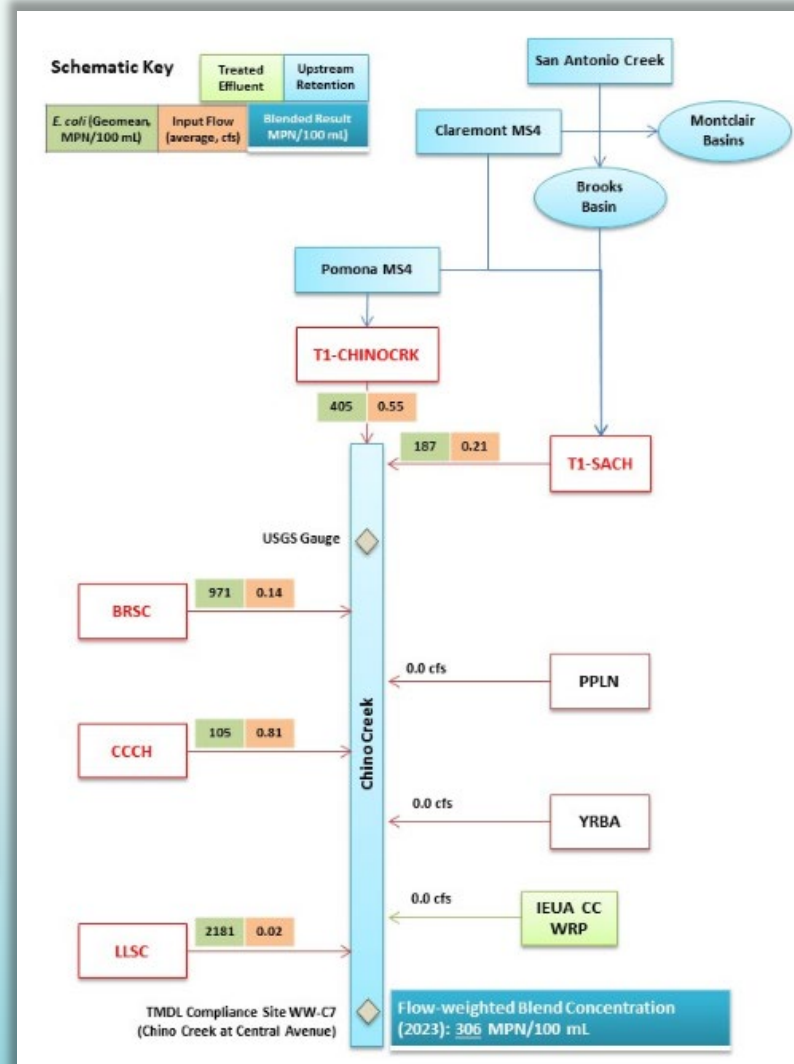 Schematic Key
Treated
Effluent
Upstream
Retention
E. coli (Geomean,
MPN/100 mL)
Input Flow
(average, cfs)
Blended Result
MPN/100 mL)
San Antonio Creek
Claremont MS4
Montclair
Basins
Brooks
Basin
Pomona MS4
T1-CHINOCRK
405 0.55
187 0.21
T1-SACH
USGS Gauge
BRSC
971 0.14
0.0 cfs
PPLN
CCCH
105 0.81
Chino Creek
0.0 cfs
YRBA
0.0 cfs
IEUA CC
WRP
LLSC
2181 0.02
TMDL Compliance Site WW-C7
(Chino Creek at Central Avenue)
Flow-weighted Blend Concentration
(2023): 306 MPN/100 mL